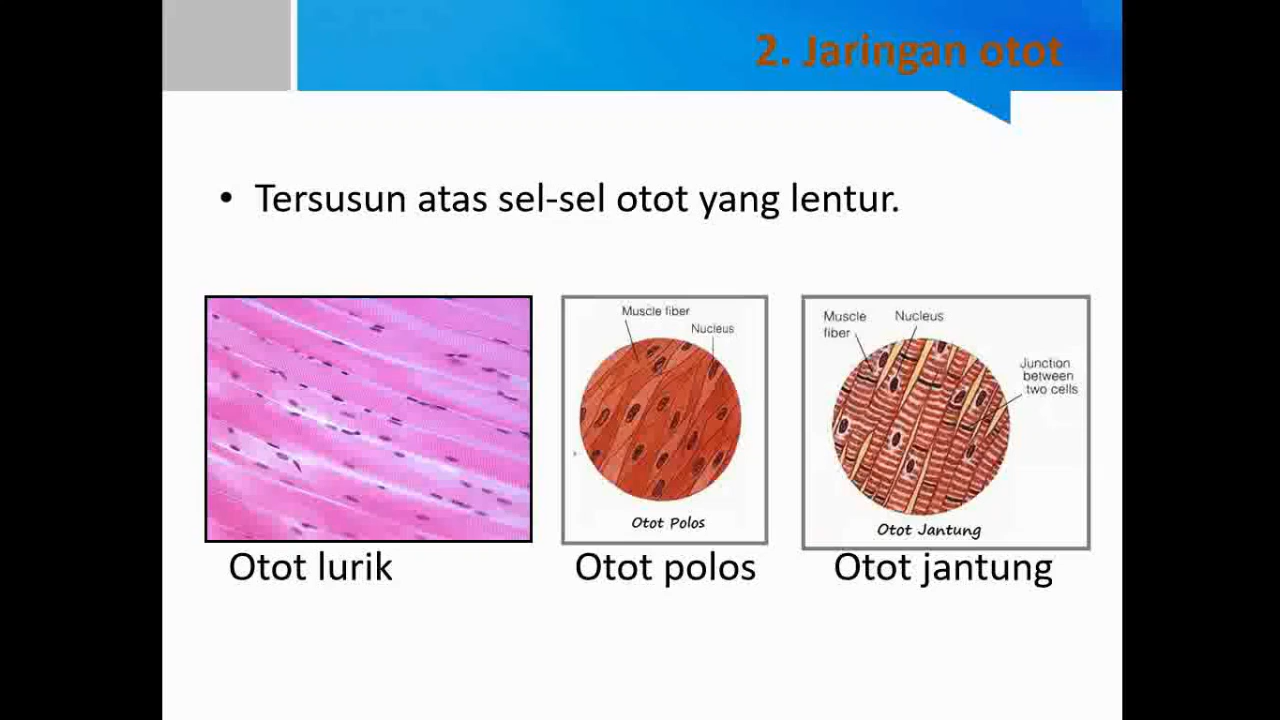 2. Jaringan otot
• Tersusun atas sel-sel otot yang lentur.
Muscle fiber
Nucleus
Otot Polos
Muscle
fiber
Nucleus
Junction
between
two cells
Otot Jantung
Otot lurik
Otot polos
Otot jantung